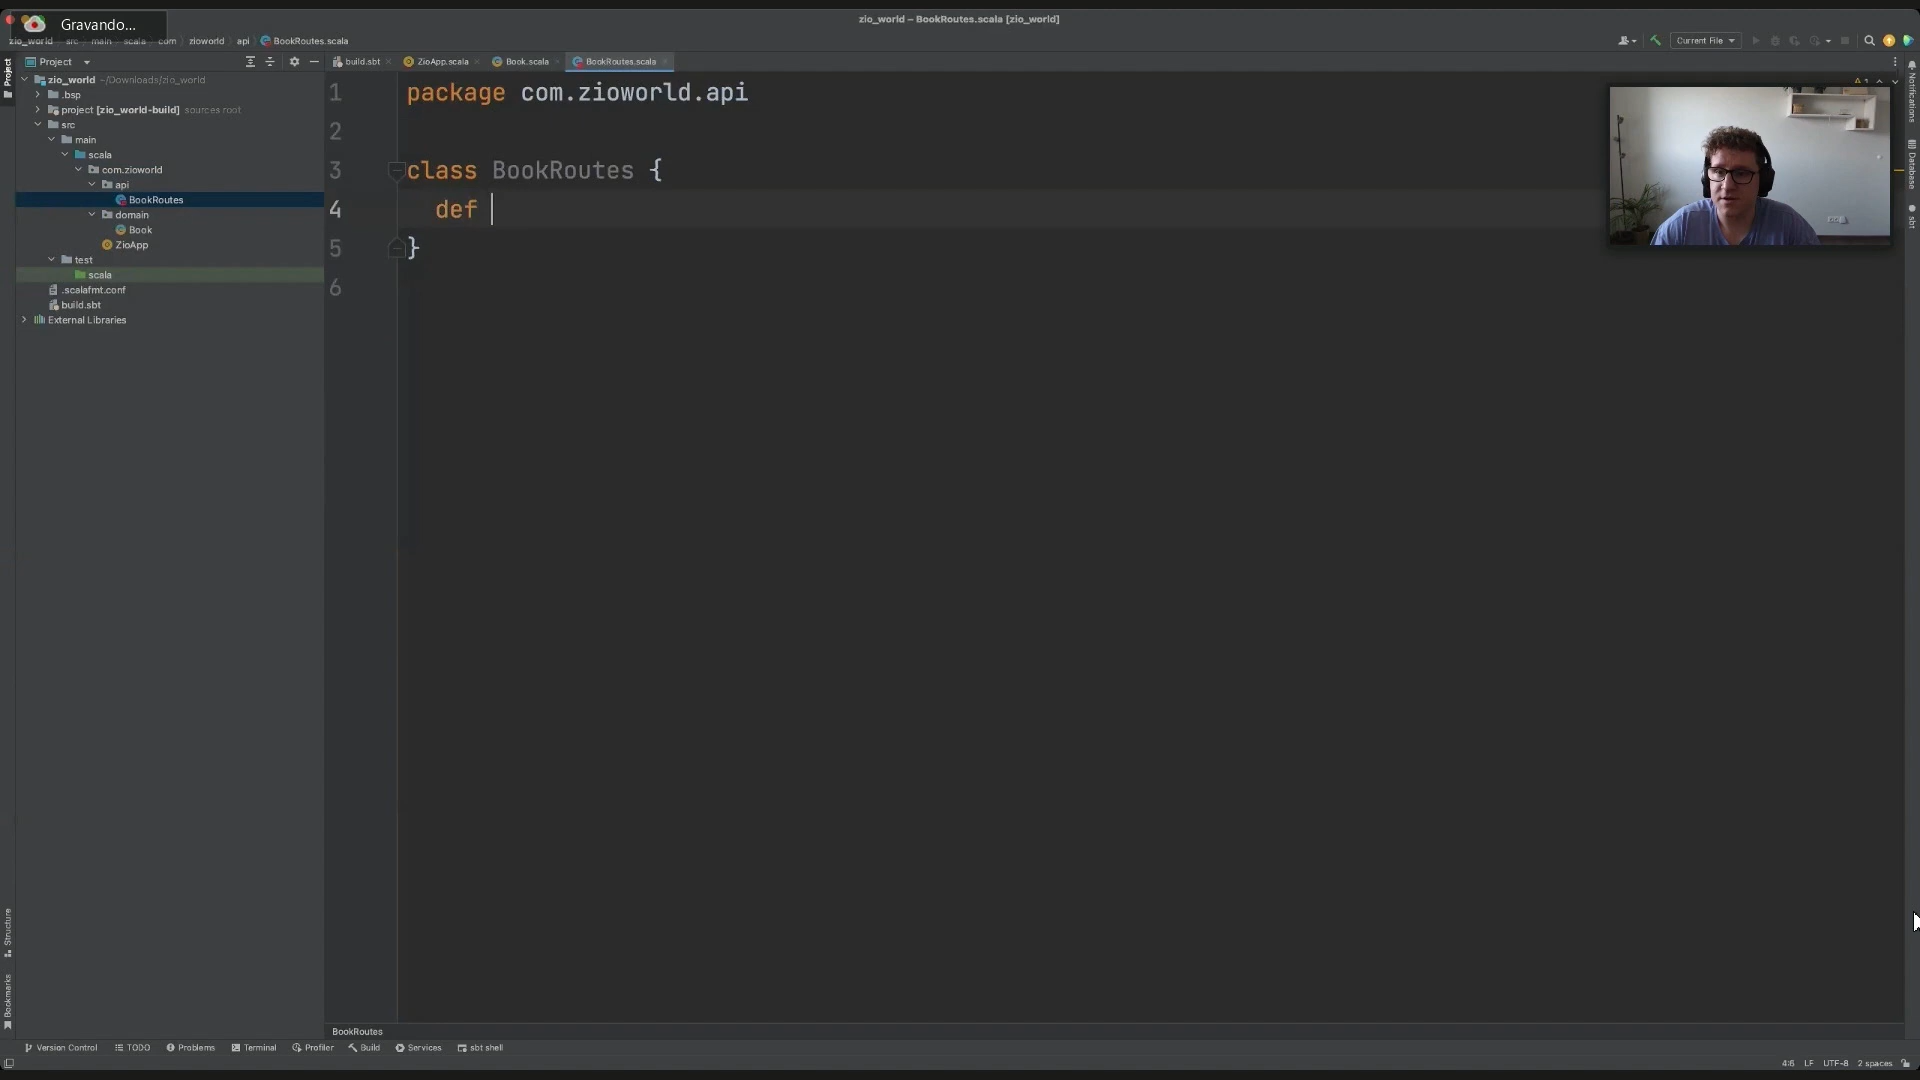 Gravando...
zio_world – BookRoutes.scala [zio_world]
zio_world src main scala com zioworld api BookRoutes.scala
Current File
Project
build.sbt ZioApp.scala Book.scala BookRoutes.scala
zio_world ~/Downloads/zio_world
.bsp
project [zio_world-build] sources root
src
main
scala
com.zioworld
api
BookRoutes
domain
Book
ZioApp
test
scala
.scalafmt.conf
build.sbt
External Libraries
1 package com.zioworld.api
2
3 class BookRoutes {
4 def
5 }
6
Project
Structure
Bookmarks
Notifications
Database
sbt
BookRoutes
Version Control TODO Problems Terminal Profiler Build Services sbt shell
4:6 LF UTF-8 2 spaces